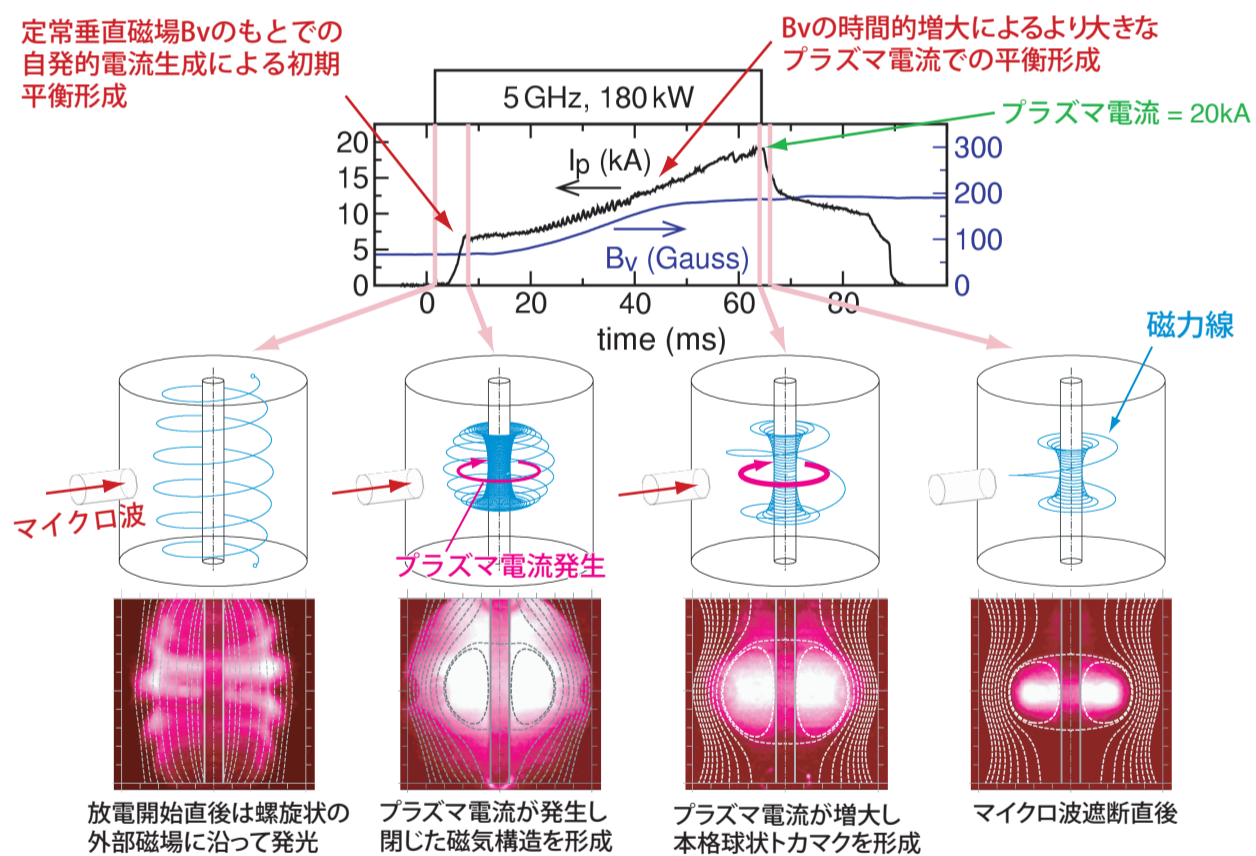 定常垂直磁場Bvのもとでの
自発的電流生成による初期
平衡形成
Bvの時間的増大によるより大きな
プラズマ電流での平衡形成
5 GHz, 180 kW
プラズマ電流 = 20kA
20
15
10
5
0
Ip (kA)
Bv (Gauss)
300
200
100
0
0
20
40
60
80
time (ms)
磁力線
マイクロ波
プラズマ電流発生
放電開始直後は螺旋状の
外部磁場に沿って発光
プラズマ電流が発生し
閉じた磁気構造を形成
プラズマ電流が増大し
本格球状トカマクを形成
マイクロ波遮断直後